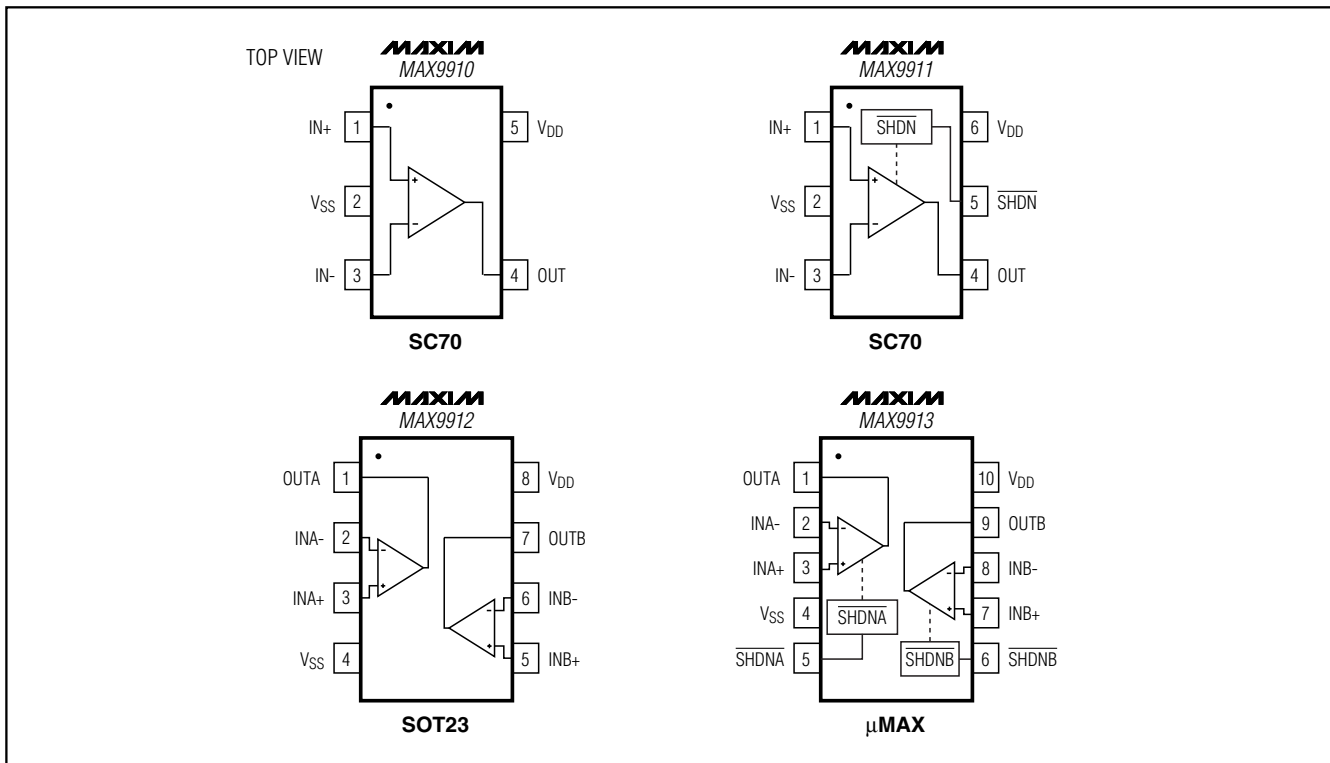 TOP VIEW
MAXIM
MAX9910
IN+ 1
5 VDD
VSS 2
IN- 3
4 OUT
+
−
SC70
MAXIM
MAX9911
IN+ 1
SHDN
6 VDD
VSS 2
5 SHDN
IN- 3
4 OUT
+
−
SC70
MAXIM
MAX9912
OUTA 1
8 VDD
INA- 2
7 OUTB
INA+ 3
6 INB-
VSS 4
5 INB+
−
+
−
+
SOT23
MAXIM
MAX9913
OUTA 1
10 VDD
INA- 2
9 OUTB
INA+ 3
8 INB-
VSS 4
7 INB+
SHDNA 5
6 SHDNB
−
+
−
+
SHDNA
SHDNB
µMAX